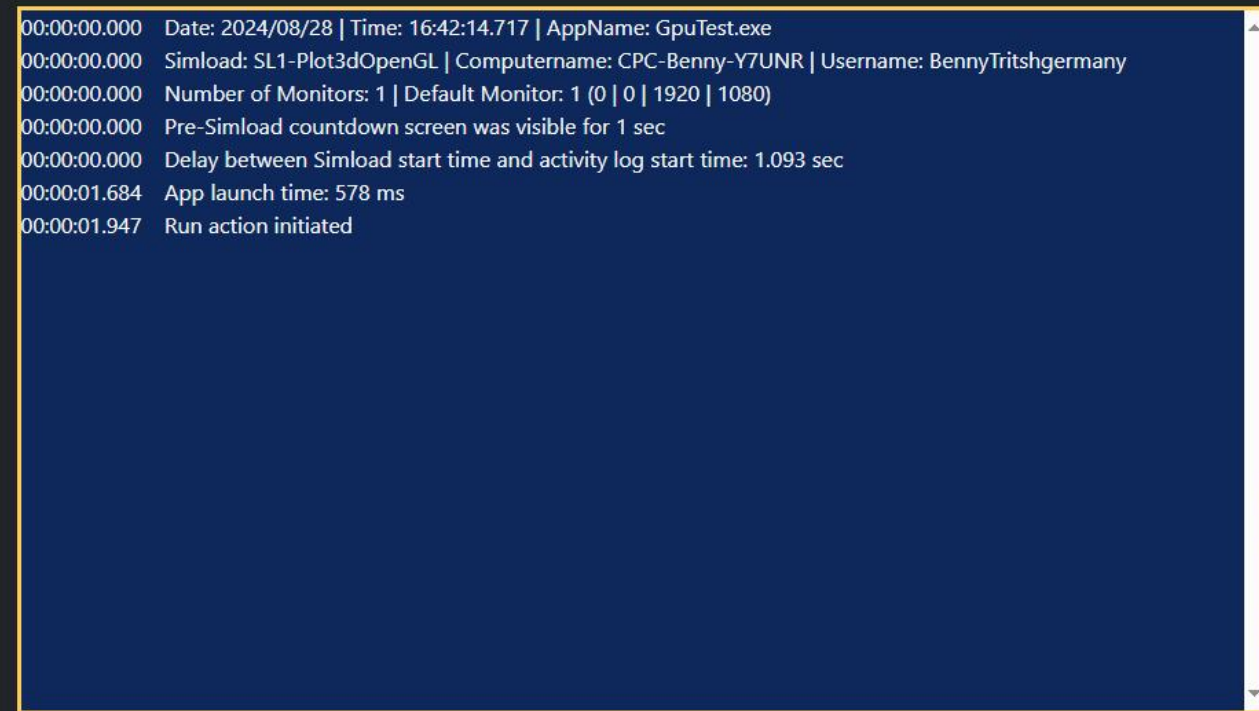 00:00:00.000 Date: 2024/08/28 | Time: 16:42:14.717 | AppName: GpuTest.exe
00:00:00.000 Simload: SL1-Plot3dOpenGL | Computername: CPC-Benny-Y7UNR | Username: BennyTritshgermany
00:00:00.000 Number of Monitors: 1 | Default Monitor: 1 (0 | 0 | 1920 | 1080)
00:00:00.000 Pre-Simload countdown screen was visible for 1 sec
00:00:00.000 Delay between Simload start time and activity log start time: 1.093 sec
00:00:01.684 App launch time: 578 ms
00:00:01.947 Run action initiated